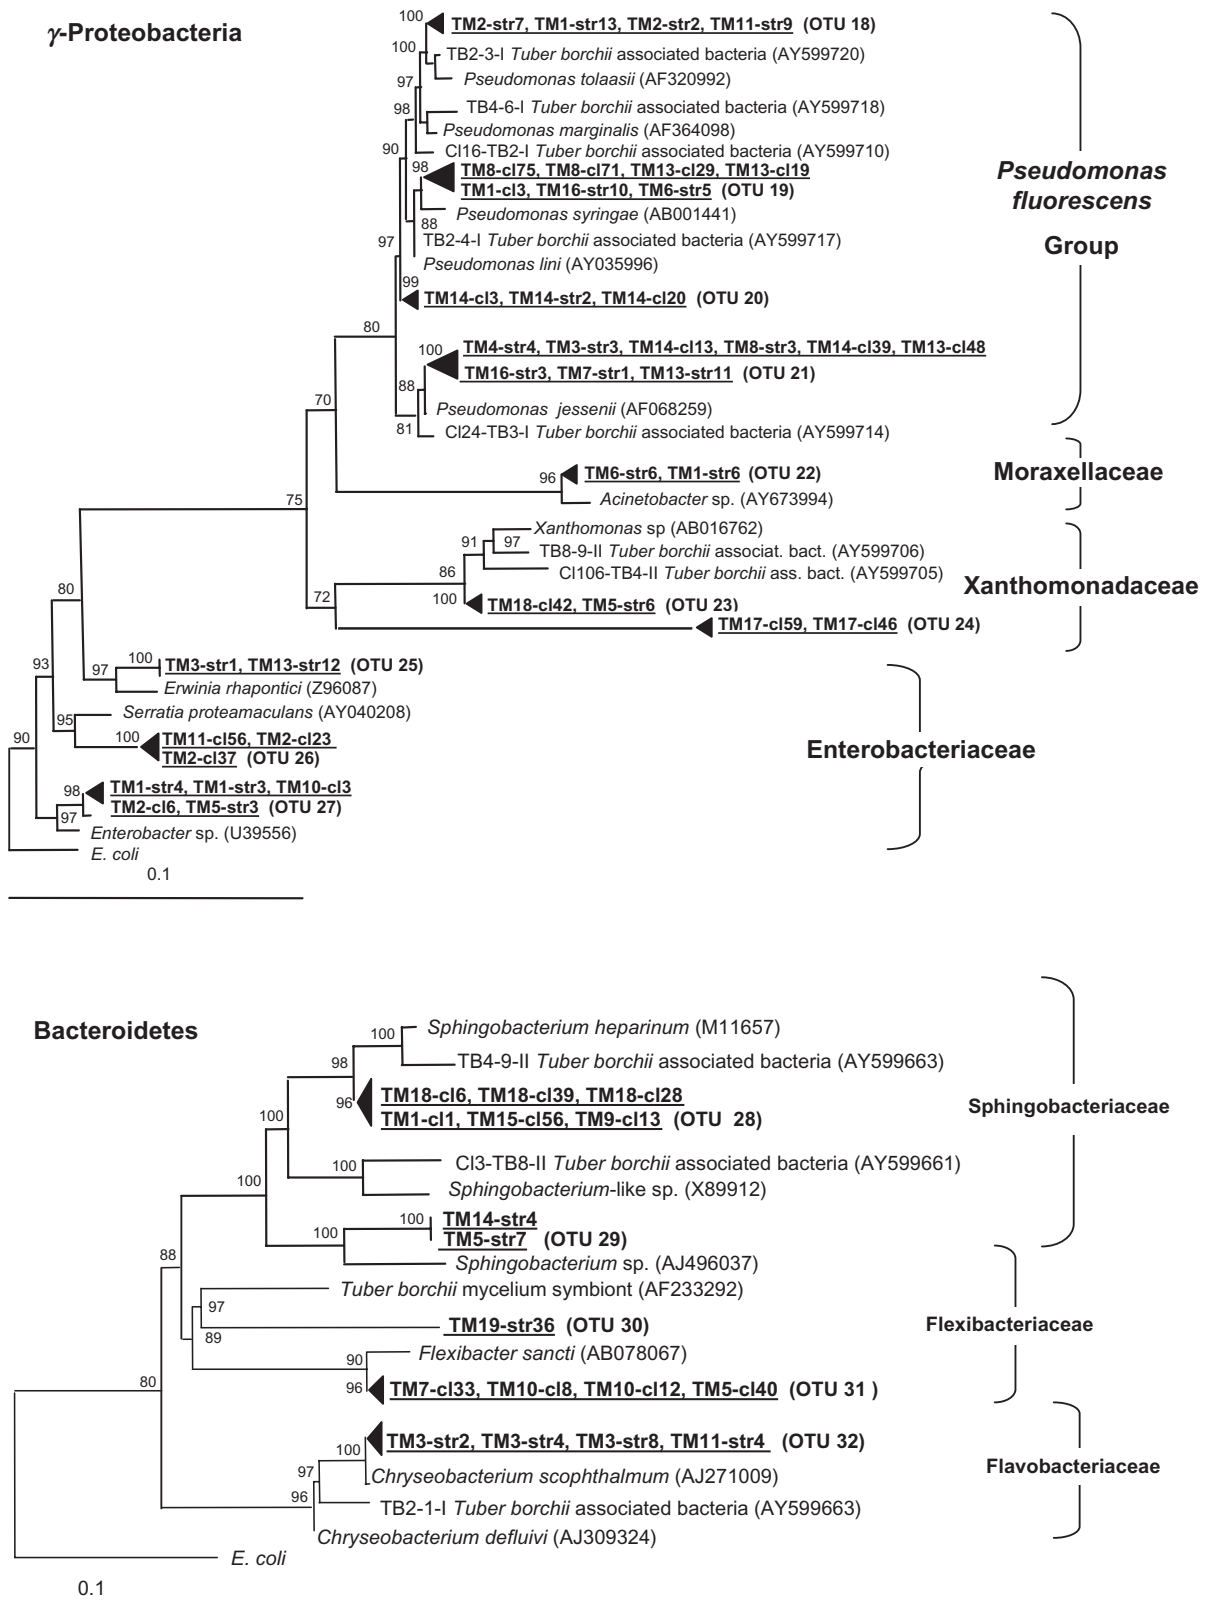 γ-Proteobacteria
100
TM2-str7, TM1-str13, TM2-str2, TM11-str9 (OTU 18)
100
TB2-3-I Tuber borchii associated bacteria (AY599720)
Pseudomonas tolaasii (AF320992)
97
TB4-6-I Tuber borchii associated bacteria (AY599718)
98
Pseudomonas marginalis (AF364098)
90
Cl16-TB2-I Tuber borchii associated bacteria (AY599710)
98
TM8-cl75, TM8-cl71, TM13-cl29, TM13-cl19
TM1-cl3, TM16-str10, TM6-str5 (OTU 19)
Pseudomonas syringae (AB001441)
88
97
TB2-4-I Tuber borchii associated bacteria (AY599717)
Pseudomonas lini (AY035996)
99
TM14-cl3, TM14-str2, TM14-cl20 (OTU 20)
80
100
TM4-str4, TM3-str3, TM14-cl13, TM8-str3, TM14-cl39, TM13-cl48
TM16-str3, TM7-str1, TM13-str11 (OTU 21)
88
70
Pseudomonas jessenii (AF068259)
81
Cl24-TB3-I Tuber borchii associated bacteria (AY599714)
Pseudomonas
fluorescens
Group
96
TM6-str6, TM1-str6 (OTU 22)
Acinetobacter sp. (AY673994)
Moraxellaceae
75
Xanthomonas sp (AB016762)
91
97
TB8-9-II Tuber borchii associat. bact. (AY599706)
86
Cl106-TB4-II Tuber borchii ass. bact. (AY599705)
72
100
TM18-cl42, TM5-str6 (OTU 23)
TM17-cl59, TM17-cl46 (OTU 24)
Xanthomonadaceae
80
93
97
100
TM3-str1, TM13-str12 (OTU 25)
Erwinia rhapontici (Z96087)
Serratia proteamaculans (AY040208)
95
90
100
TM11-cl56, TM2-cl23
TM2-cl37 (OTU 26)
98
TM1-str4, TM1-str3, TM10-cl3
TM2-cl6, TM5-str3 (OTU 27)
97
Enterobacter sp. (U39556)
E. coli
Enterobacteriaceae
0.1
Bacteroidetes
100
Sphingobacterium heparinum (M11657)
98
TB4-9-II Tuber borchii associated bacteria (AY599663)
96
TM18-cl6, TM18-cl39, TM18-cl28
TM1-cl1, TM15-cl56, TM9-cl13 (OTU 28)
100
100
Cl3-TB8-II Tuber borchii associated bacteria (AY599661)
Sphingobacterium-like sp. (X89912)
100
100
100
TM14-str4
TM5-str7 (OTU 29)
Sphingobacterium sp. (AJ496037)
Sphingobacteriaceae
88
Tuber borchii mycelium symbiont (AF233292)
97
TM19-str36 (OTU 30)
89
90
Flexibacter sancti (AB078067)
96
TM7-cl33, TM10-cl8, TM10-cl12, TM5-cl40 (OTU 31 )
Flexibacteriaceae
80
TM3-str2, TM3-str4, TM3-str8, TM11-str4 (OTU 32)
100
97
Chryseobacterium scophthalmum (AJ271009)
96
TB2-1-I Tuber borchii associated bacteria (AY599663)
Chryseobacterium defluivi (AJ309324)
Flavobacteriaceae
E. coli
0.1